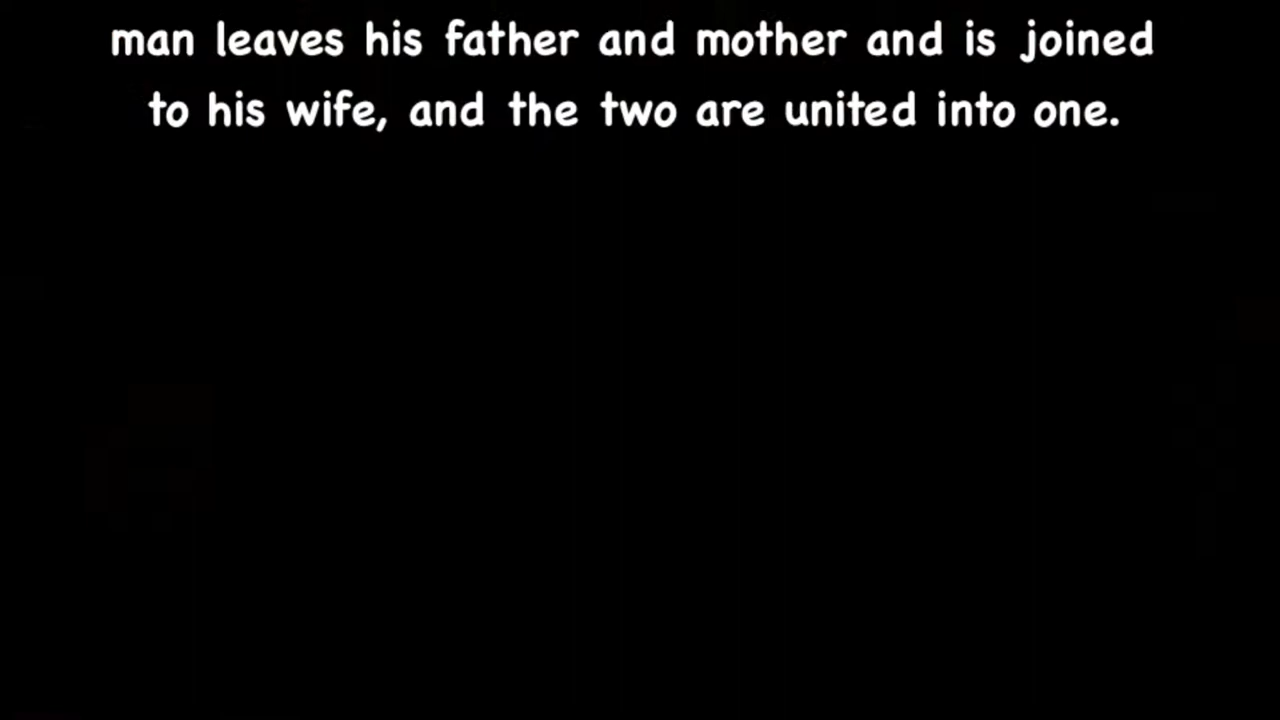 man leaves his father and mother and is joined
to his wife, and the two are united into one.